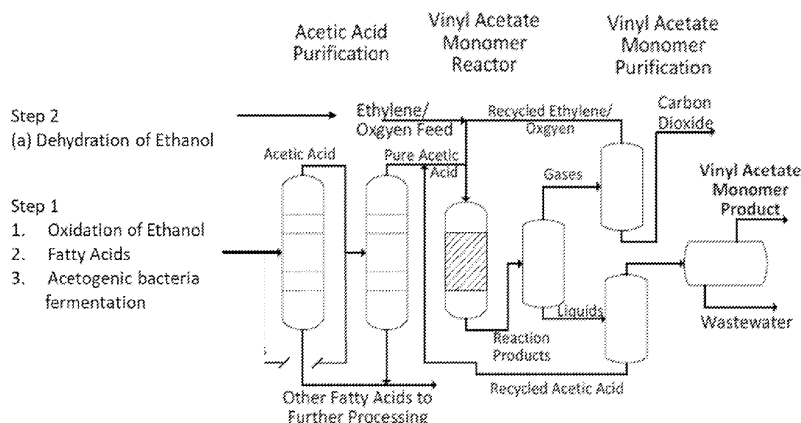 Acetic Acid
Purification
Vinyl Acetate
Monomer
Reactor
Vinyl Acetate
Monomer
Purification
Step 2
(a) Dehydration of Ethanol
Ethylene/
Oxgyen Feed
Recycled Ethylene/
Oxgyen
Carbon
Dioxide
Acetic Acid
Pure Acetic
Acid
Gases
Vinyl Acetate
Monomer
Product
Step 1
1. Oxidation of Ethanol
2. Fatty Acids
3. Acetogenic bacteria
fermentation
Liquids
Wastewater
Reaction
Products
Recycled Acetic Acid
Other Fatty Acids to
Further Processing